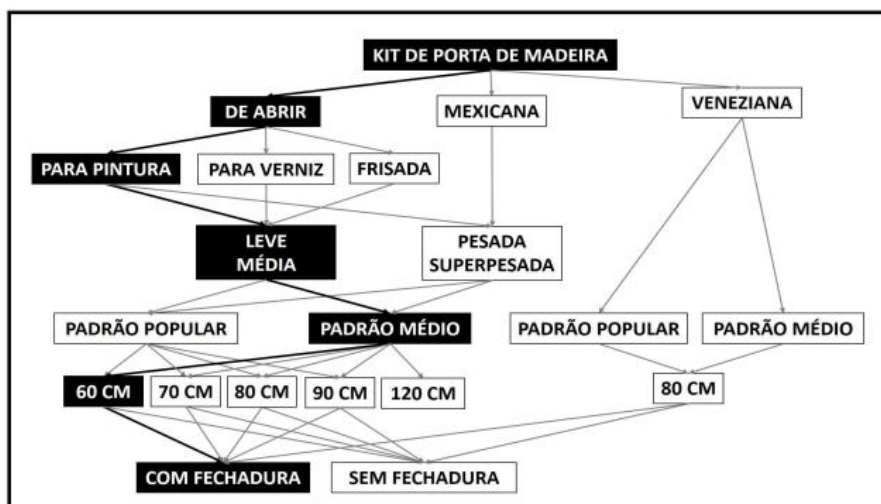 KIT DE PORTA DE MADEIRA
DE ABRIR
MEXICANA
VENEZIANA
PARA PINTURA
PARA VERNIZ
FRISADA
LEVE
MÉDIA
PESADA
SUPERPESADA
PADRÃO POPULAR
PADRÃO MÉDIO
PADRÃO POPULAR
PADRÃO MÉDIO
60 CM
70 CM
80 CM
90 CM
120 CM
80 CM
COM FECHADURA
SEM FECHADURA